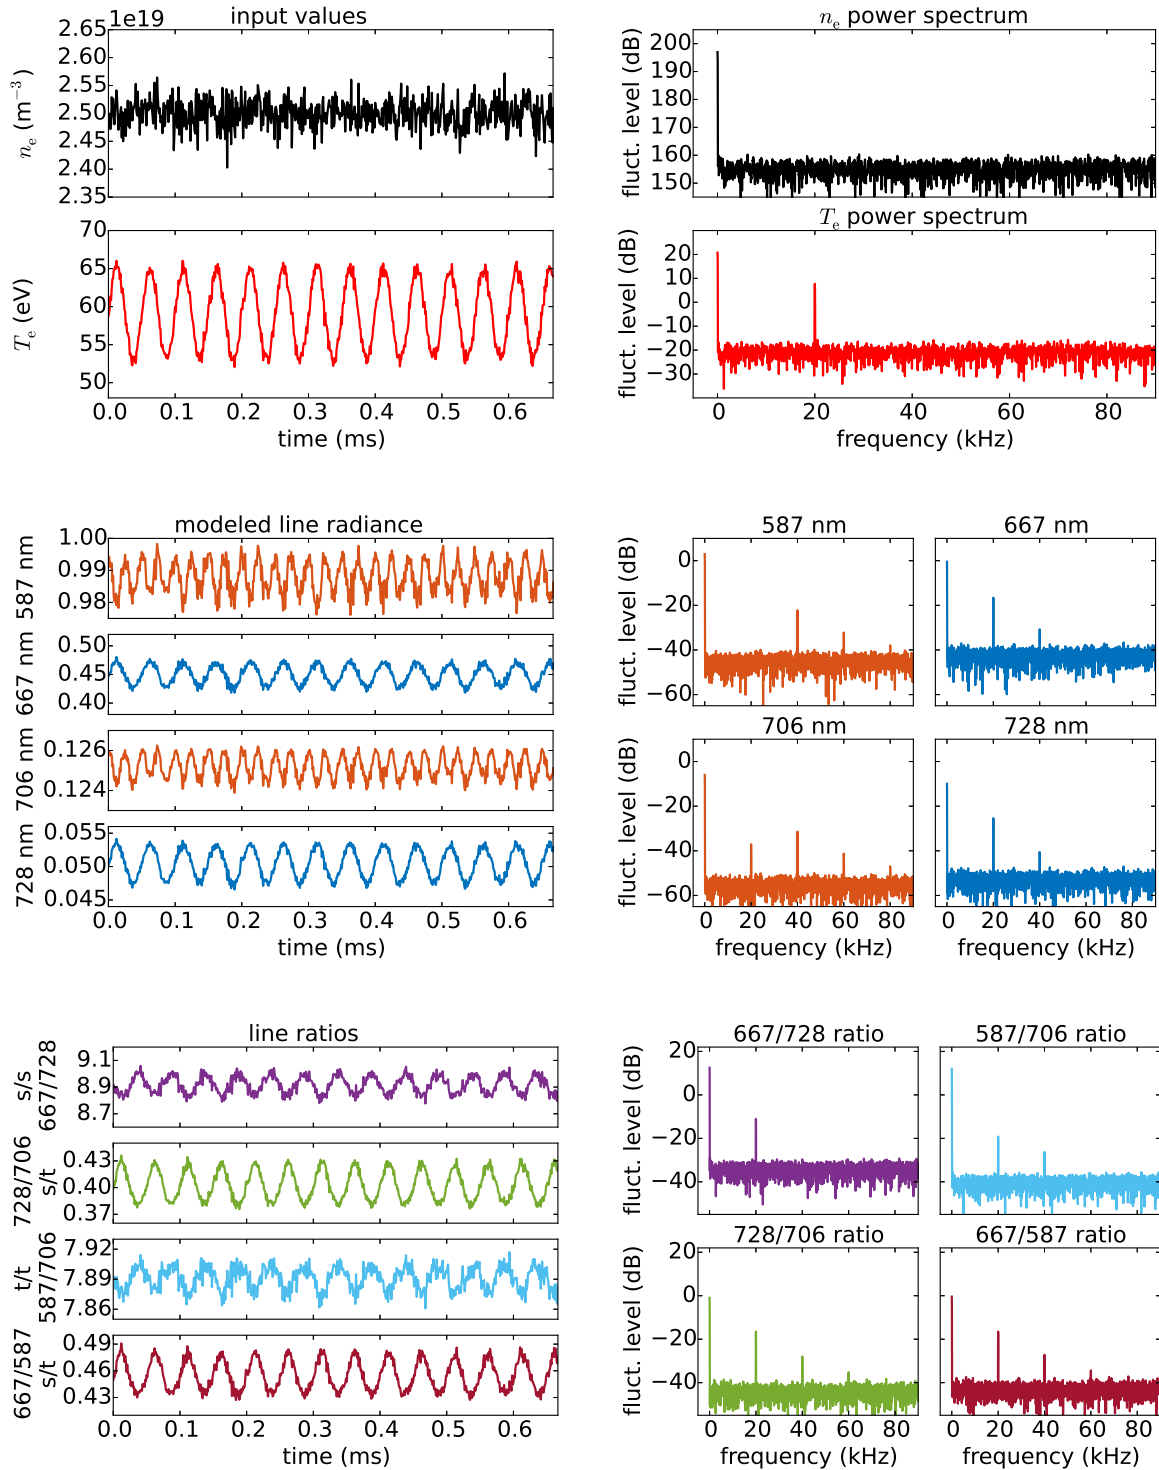 1e19 input values
2.65
2.60
2.55
2.50
2.45
2.40
2.35
nₑ (m⁻³)
nₑ power spectrum
200
190
180
170
160
150
fluct. level (dB)
70
65
60
55
50
Tₑ (eV)
0.0 0.1 0.2 0.3 0.4 0.5 0.6
time (ms)
Tₑ power spectrum
20
10
0
−10
−20
−30
fluct. level (dB)
0 20 40 60 80
frequency (kHz)
modeled line radiance
1.00
0.99
0.98
587 nm
0.50
0.45
0.40
667 nm
0.126
0.124
706 nm
0.055
0.050
0.045
728 nm
0.0 0.1 0.2 0.3 0.4 0.5 0.6
time (ms)
587 nm 667 nm
0
−20
−40
−60
fluct. level (dB)
706 nm 728 nm
0
−20
−40
−60
fluct. level (dB)
0 20 40 60 80 0 20 40 60 80
frequency (kHz) frequency (kHz)
line ratios
9.1
8.9
8.7
s/s
667/728
0.43
0.40
0.37
728/706
s/t
7.92
7.89
7.86
t/t
587/706
0.49
0.46
0.43
667/587
s/t
0.0 0.1 0.2 0.3 0.4 0.5 0.6
time (ms)
667/728 ratio 587/706 ratio
20
0
−20
−40
fluct. level (dB)
728/706 ratio 667/587 ratio
20
0
−20
−40
fluct. level (dB)
0 20 40 60 80 0 20 40 60 80
frequency (kHz) frequency (kHz)